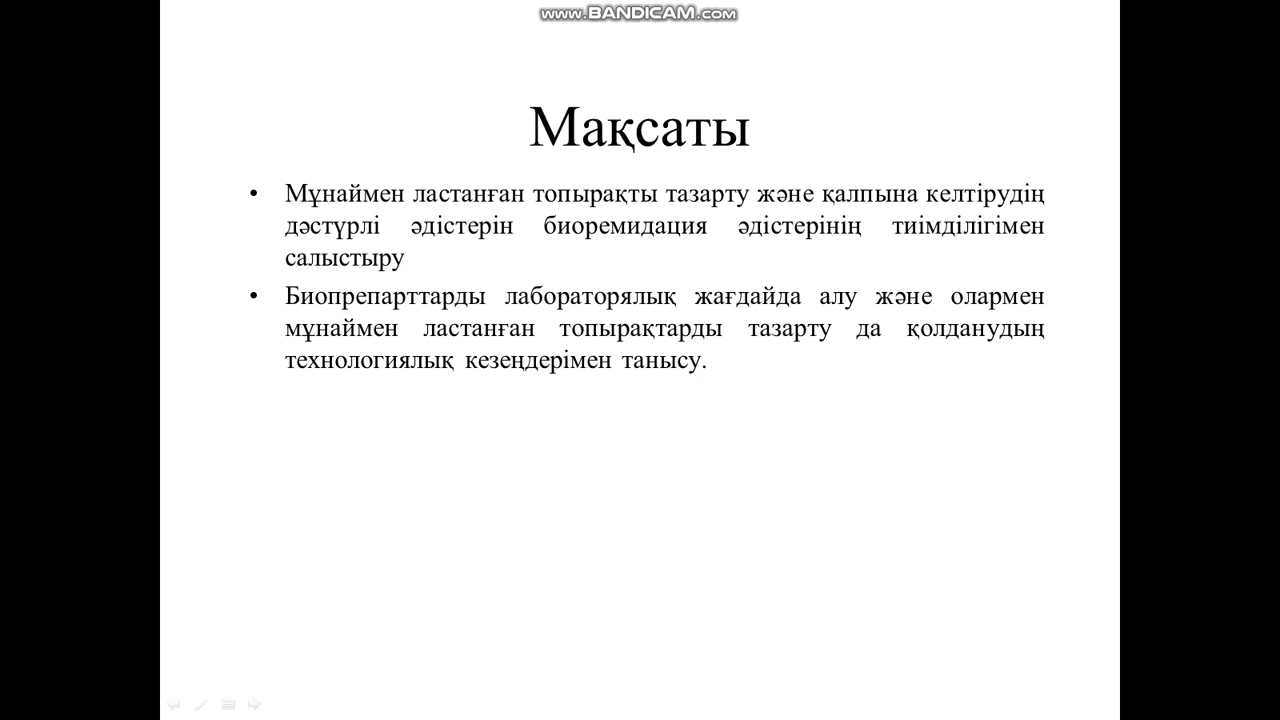 www.BANDICAM.com
Мақсаты
• Мұнаймен ластанған топырақты тазарту және қалпына келтірудің
дәстүрлі әдістерін биоремидация әдістерінің тиімділігімен
салыстыру
• Биопрепарттарды лабораторялық жағдайда алу және олармен
мұнаймен ластанған топырақтарды тазарту да қолданудың
технологиялық кезеңдерімен танысу.